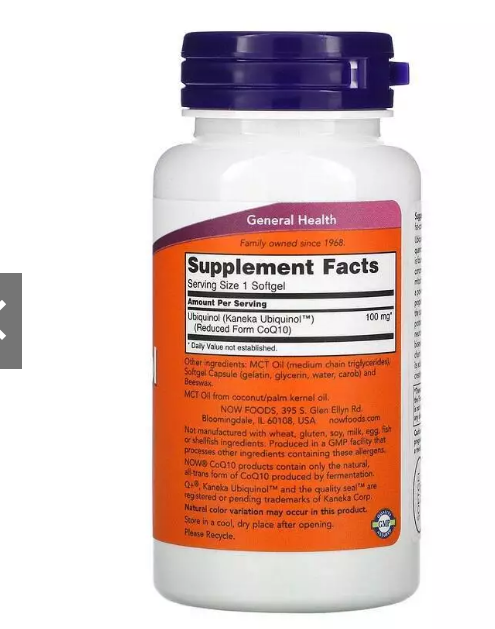 General Health
Family owned since 1968.
Supplement Facts
Serving Size 1 Softgel
Amount Per Serving
Ubiquinol (Kaneka Ubiquinol™) 100 mg*
(Reduced Form CoQ10)
* Daily Value not established.
Other ingredients: MCT Oil (medium chain triglycerides),
Softgel Capsule (gelatin, glycerin, water, carob) and
Beeswax.
MCT Oil from coconut/palm kernel oil.
NOW FOODS, 395 S. Glen Ellyn Rd.
Bloomingdale, IL 60108, USA nowfoods.com
Not manufactured with wheat, gluten, soy, milk, egg, fish
or shellfish ingredients. Produced in a GMP facility that
processes other ingredients containing these allergens.
NOW® CoQ10 products contain only the natural,
all-trans form of CoQ10 produced by fermentation.
Q+®, Kaneka Ubiquinol™ and the quality seal™ are
registered or pending trademarks of Kaneka Corp.
Natural color variation may occur in this product.
Store in a cool, dry place after opening.
Please Recycle.
GMP